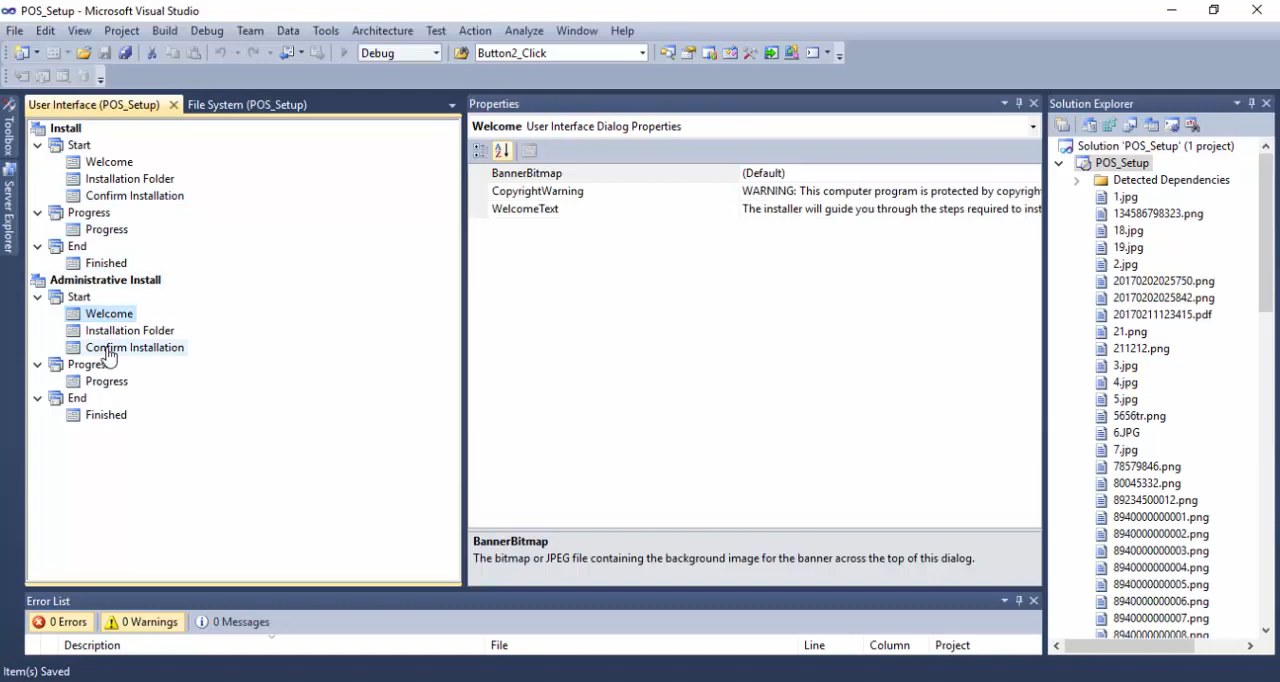 POS_Setup - Microsoft Visual Studio
File Edit View Project Build Debug Team Data Tools Architecture Test Action Analyze Window Help
Debug Button2_Click
Toolbox
Server Explorer
User Interface (POS_Setup) File System (POS_Setup)
Install
Start
Welcome
Installation Folder
Confirm Installation
Progress
Progress
End
Finished
Administrative Install
Start
Welcome
Installation Folder
Confirm Installation
Progress
Progress
End
Finished
Properties
Welcome User Interface Dialog Properties
BannerBitmap (Default)
CopyrightWarning WARNING: This computer program is protected by copyright
WelcomeText The installer will guide you through the steps required to inst
BannerBitmap
The bitmap or JPEG file containing the background image for the banner across the top of this dialog.
Solution Explorer
Solution 'POS_Setup' (1 project)
POS_Setup
Detected Dependencies
1.jpg
134586798323.png
18.jpg
19.jpg
2.jpg
20170202025750.png
20170202025842.png
20170211123415.pdf
21.png
211212.png
3.jpg
4.jpg
5.jpg
5656tr.png
6.JPG
7.jpg
78579846.png
80045332.png
89234500012.png
8940000000001.png
8940000000002.png
8940000000003.png
8940000000004.png
8940000000005.png
8940000000006.png
8940000000007.png
8940000000008.png
Error List
0 Errors 0 Warnings 0 Messages
Description File Line Column Project
Item(s) Saved